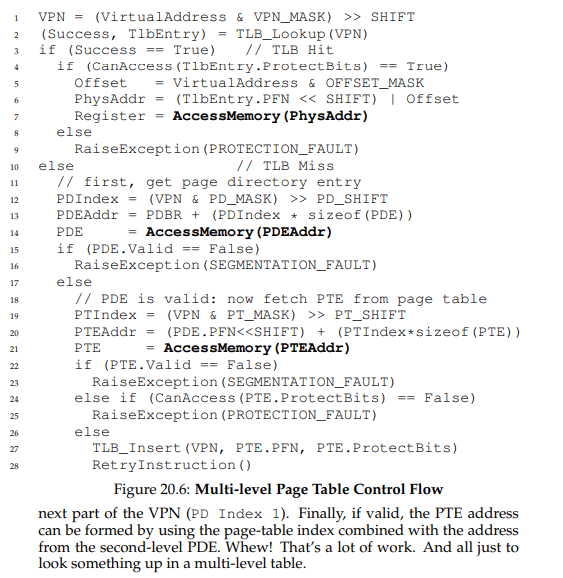 1 VPN = (VirtualAddress & VPN_MASK) >> SHIFT
2 (Success, TlbEntry) = TLB_Lookup(VPN)
3 if (Success == True) // TLB Hit
4 if (CanAccess(TlbEntry.ProtectBits) == True)
5 Offset = VirtualAddress & OFFSET_MASK
6 PhysAddr = (TlbEntry.PFN << SHIFT) | Offset
7 Register = AccessMemory(PhysAddr)
8 else
9 RaiseException(PROTECTION_FAULT)
10 else // TLB Miss
11 // first, get page directory entry
12 PDIndex = (VPN & PD_MASK) >> PD_SHIFT
13 PDEAddr = PDBR + (PDIndex * sizeof(PDE))
14 PDE = AccessMemory(PDEAddr)
15 if (PDE.Valid == False)
16 RaiseException(SEGMENTATION_FAULT)
17 else
18 // PDE is valid: now fetch PTE from page table
19 PTIndex = (VPN & PT_MASK) >> PT_SHIFT
20 PTEAddr = (PDE.PFN<<SHIFT) + (PTIndex*sizeof(PTE))
21 PTE = AccessMemory(PTEAddr)
22 if (PTE.Valid == False)
23 RaiseException(SEGMENTATION_FAULT)
24 else if (CanAccess(PTE.ProtectBits) == False)
25 RaiseException(PROTECTION_FAULT)
26 else
27 TLB_Insert(VPN, PTE.PFN, PTE.ProtectBits)
28 RetryInstruction()
Figure 20.6: Multi-level Page Table Control Flow
next part of the VPN (PD Index 1). Finally, if valid, the PTE address
can be formed by using the page-table index combined with the address
from the second-level PDE. Whew! That's a lot of work. And all just to
look something up in a multi-level table.